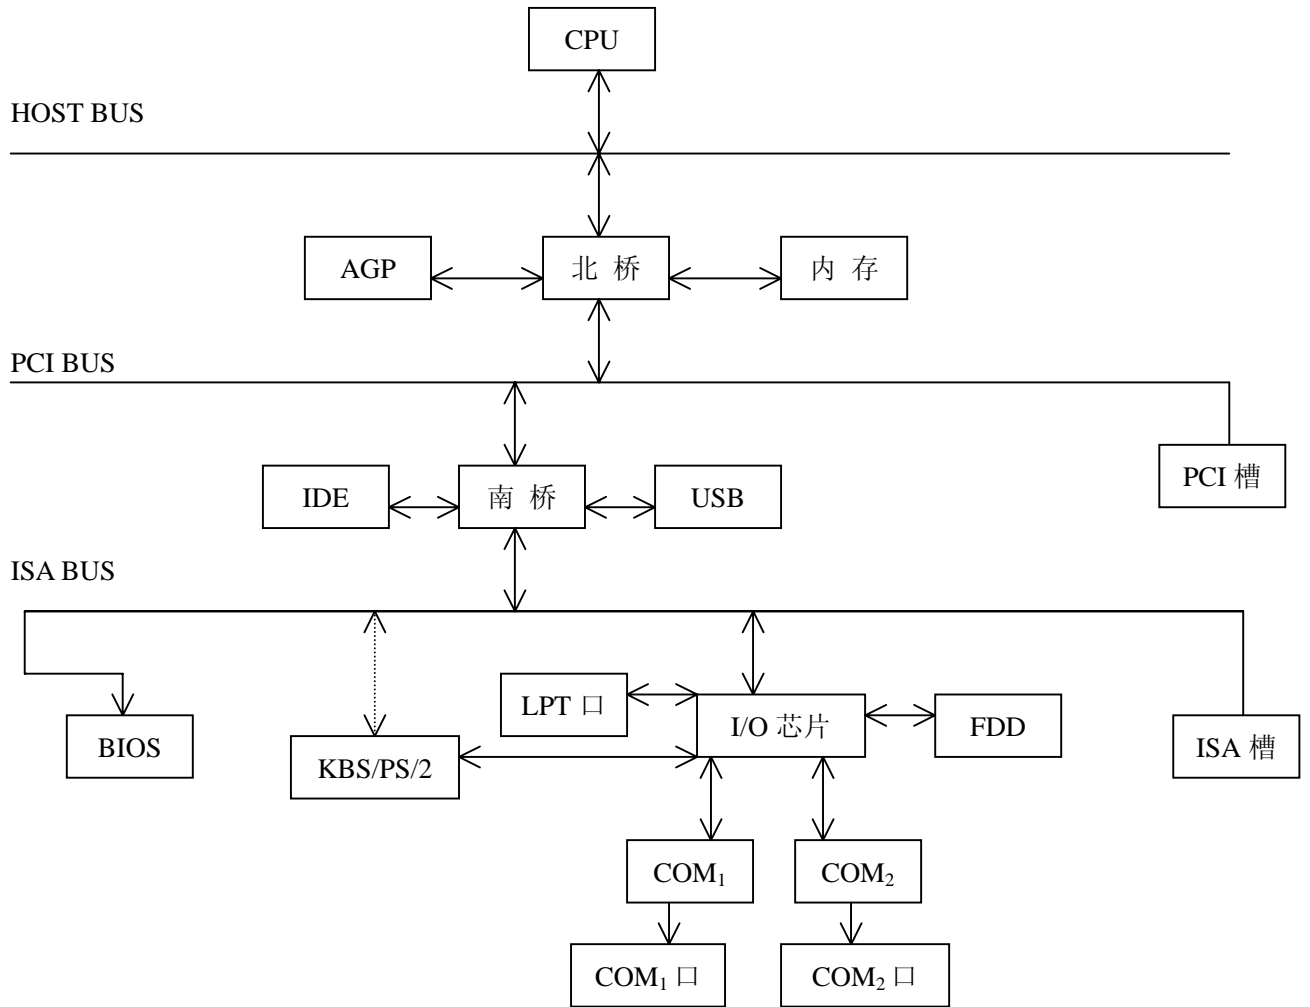 CPU
HOST BUS
AGP
北 桥
内 存
PCI BUS
IDE
南 桥
USB
PCI 槽
ISA BUS
BIOS
KBS/PS/2
LPT 口
I/O 芯片
FDD
ISA 槽
COM₁
COM₂
COM₁ 口
COM₂ 口